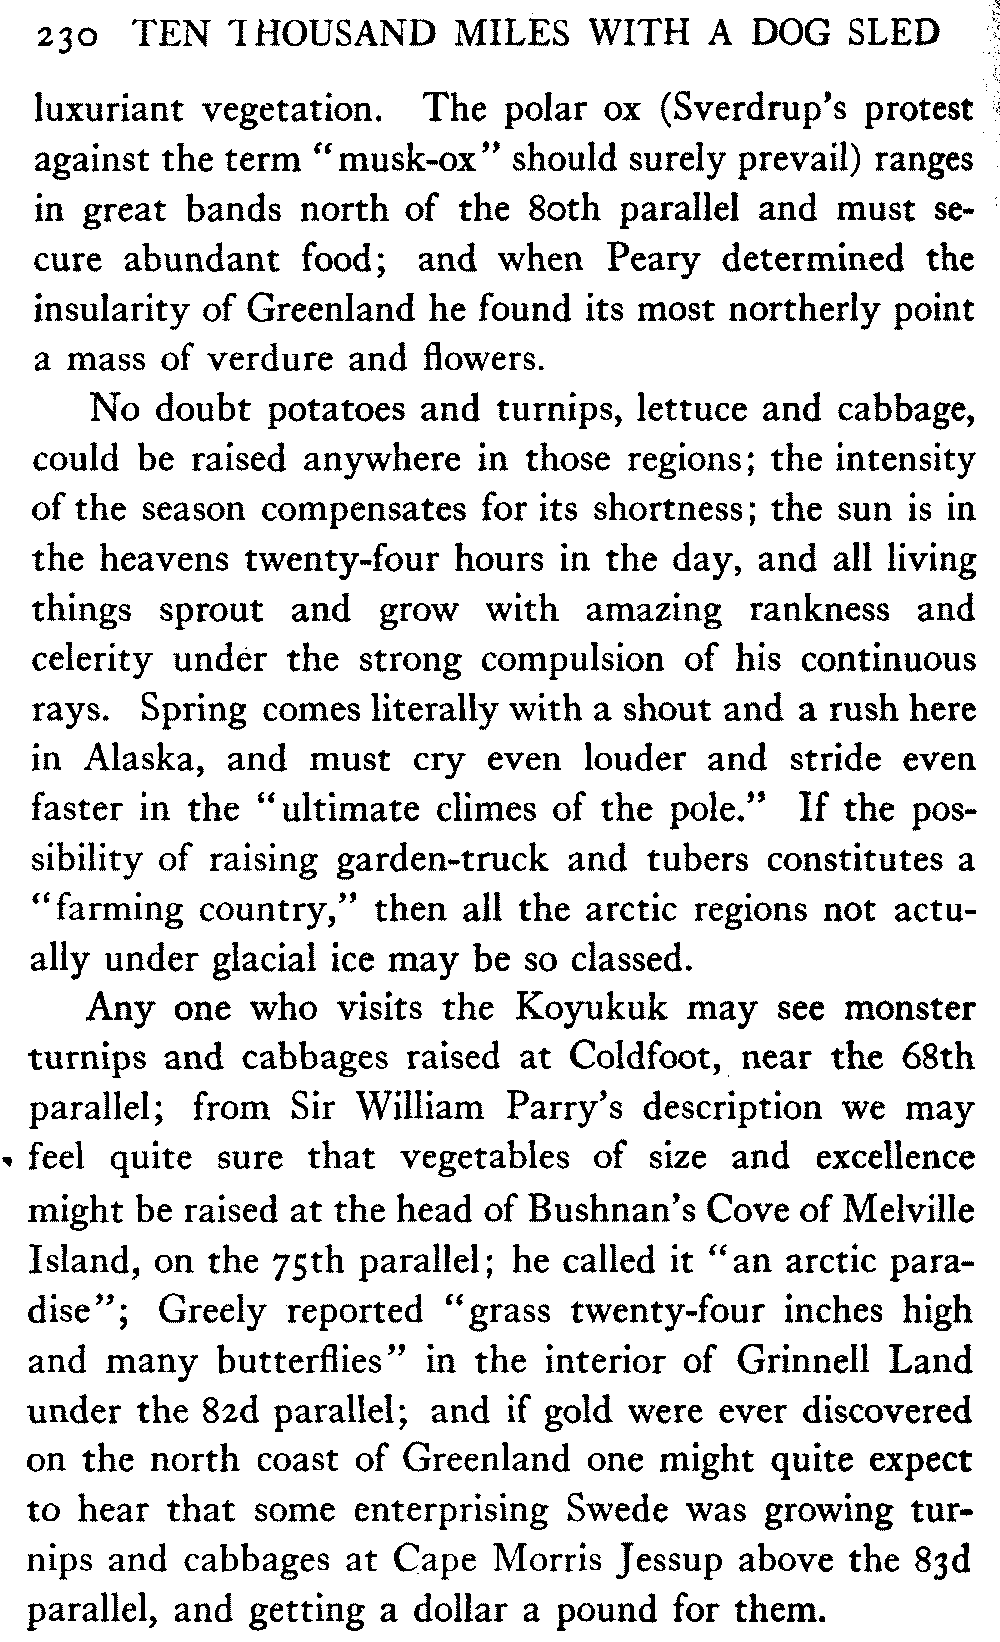 230 TEN THOUSAND MILES WITH A DOG SLED
luxuriant vegetation. The polar ox (Sverdrup's protest
against the term "musk-ox" should surely prevail) ranges
in great bands north of the 80th parallel and must se-
cure abundant food; and when Peary determined the
insularity of Greenland he found its most northerly point
a mass of verdure and flowers.
No doubt potatoes and turnips, lettuce and cabbage,
could be raised anywhere in those regions; the intensity
of the season compensates for its shortness; the sun is in
the heavens twenty-four hours in the day, and all living
things sprout and grow with amazing rankness and
celerity under the strong compulsion of his continuous
rays. Spring comes literally with a shout and a rush here
in Alaska, and must cry even louder and stride even
faster in the "ultimate climes of the pole." If the pos-
sibility of raising garden-truck and tubers constitutes a
"farming country," then all the arctic regions not actu-
ally under glacial ice may be so classed.
Any one who visits the Koyukuk may see monster
turnips and cabbages raised at Coldfoot, near the 68th
parallel; from Sir William Parry's description we may
feel quite sure that vegetables of size and excellence
might be raised at the head of Bushnan's Cove of Melville
Island, on the 75th parallel; he called it "an arctic para-
dise"; Greely reported "grass twenty-four inches high
and many butterflies" in the interior of Grinnell Land
under the 82d parallel; and if gold were ever discovered
on the north coast of Greenland one might quite expect
to hear that some enterprising Swede was growing tur-
nips and cabbages at Cape Morris Jessup above the 83d
parallel, and getting a dollar a pound for them.